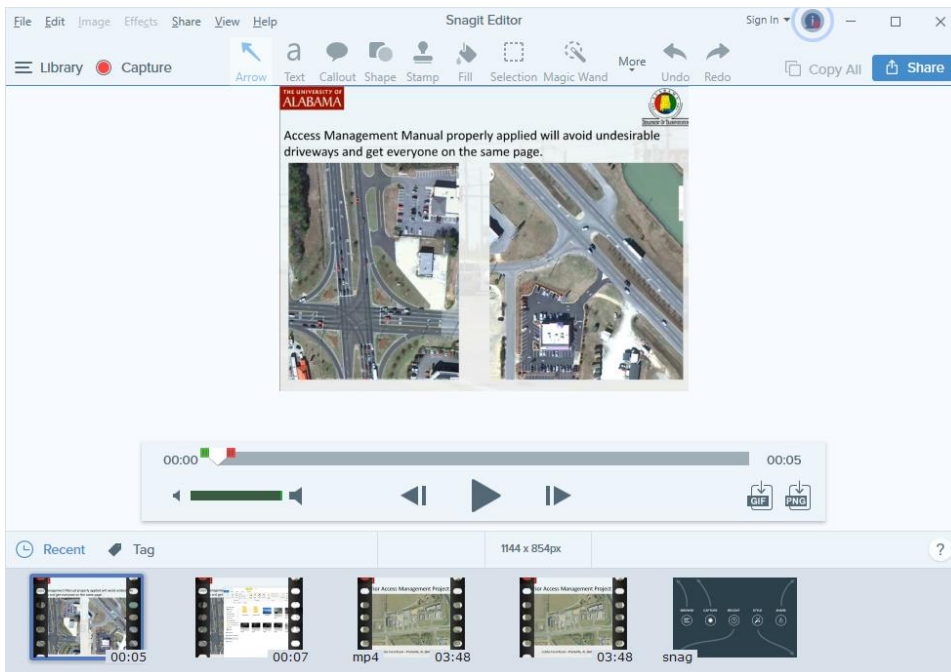 File Edit Image Effects Share View Help
Snagit Editor
Sign In
Library
Capture
Arrow
Text
Callout
Shape
Stamp
Fill
Selection
Magic Wand
More
Undo
Redo
Copy All
Share
THE UNIVERSITY OF
ALABAMA
Access Management Manual properly applied will avoid undesirable
driveways and get everyone on the same page.
00:00
00:05
GIF
PNG
Recent
Tag
1144 x 854px
?
00:05
00:07
mp4
03:48
03:48
snag